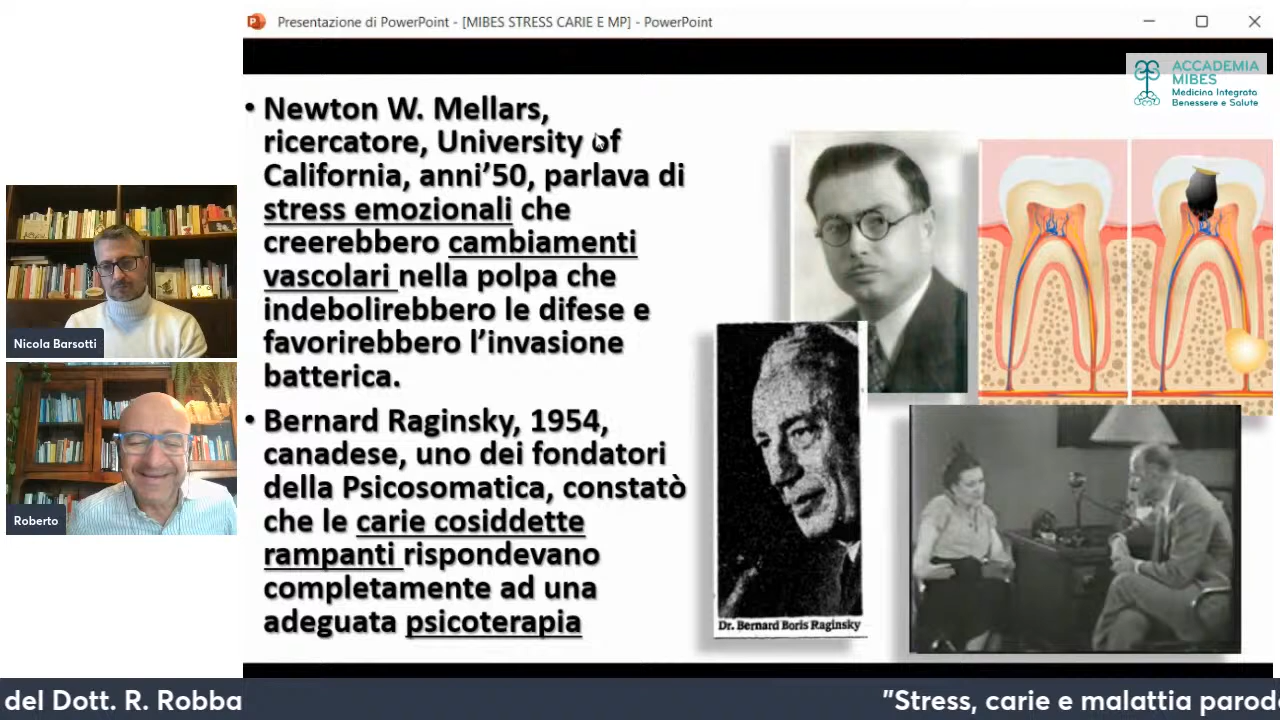 Presentazione di PowerPoint - [MIBES STRESS CARIE E MP] - PowerPoint
ACCADEMIA
MIBES
Medicina Integrata
Benessere e Salute
• Newton W. Mellars,
ricercatore, University of
California, anni’50, parlava di
stress emozionali che
creerebbero cambiamenti
vascolari nella polpa che
indebolirebbero le difese e
favorirebbero l’invasione
batterica.
• Bernard Raginsky, 1954,
canadese, uno dei fondatori
della Psicosomatica, constatò
che le carie cosiddette
rampanti rispondevano
completamente ad una
adeguata psicoterapia
Dr. Bernard Boris Raginsky
Nicola Barsotti
Roberto
del Dott. R. Robba
"Stress, carie e malattia parod